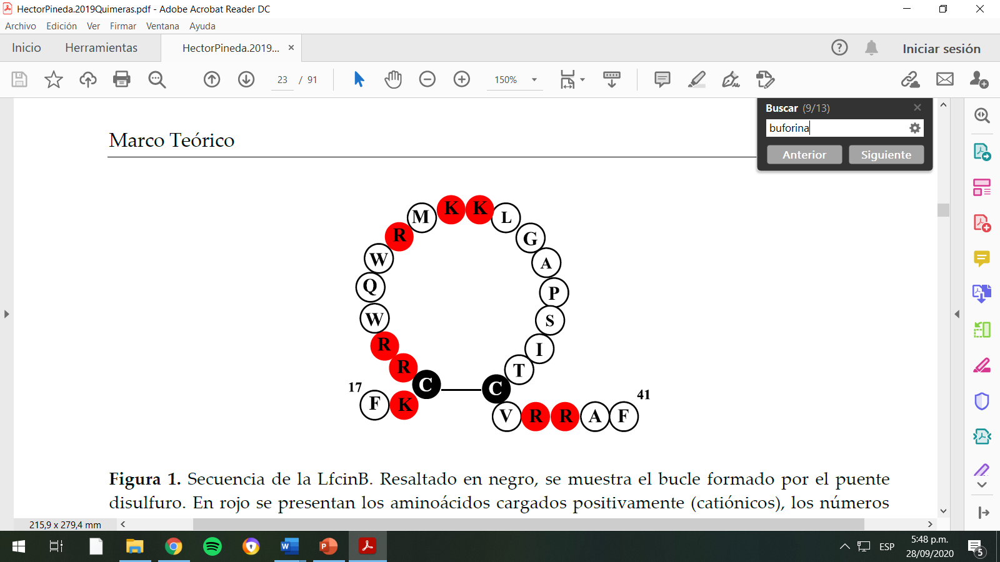 HectorPineda.2019Quimeras.pdf - Adobe Acrobat Reader DC
Archivo Edición Ver Firmar Ventana Ayuda
Inicio Herramientas HectorPineda.2019... × Iniciar sesión
23 / 91 150%
Buscar (9/13)
buforina
Anterior Siguiente
Marco Teórico
M K K L
R G
W A
Q P
W S
R I
R T
C C
17
F K
41
V R R A F
Figura 1. Secuencia de la LfcinB. Resaltado en negro, se muestra el bucle formado por el puente
disulfuro. En rojo se presentan los aminoácidos cargados positivamente (catiónicos), los números
215,9 x 279,4 mm
ESP
5:48 p.m.
28/09/2020
5